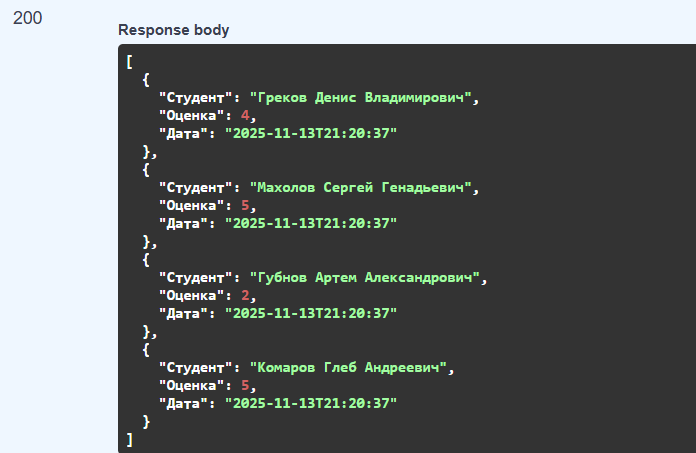 200
Response body
[
  {
    "Студент": "Греков Денис Владимирович",
    "Оценка": 4,
    "Дата": "2025-11-13T21:20:37"
  },
  {
    "Студент": "Махолов Сергей Генадьевич",
    "Оценка": 5,
    "Дата": "2025-11-13T21:20:37"
  },
  {
    "Студент": "Губнов Артем Александрович",
    "Оценка": 2,
    "Дата": "2025-11-13T21:20:37"
  },
  {
    "Студент": "Комаров Глеб Андреевич",
    "Оценка": 5,
    "Дата": "2025-11-13T21:20:37"
  }
]